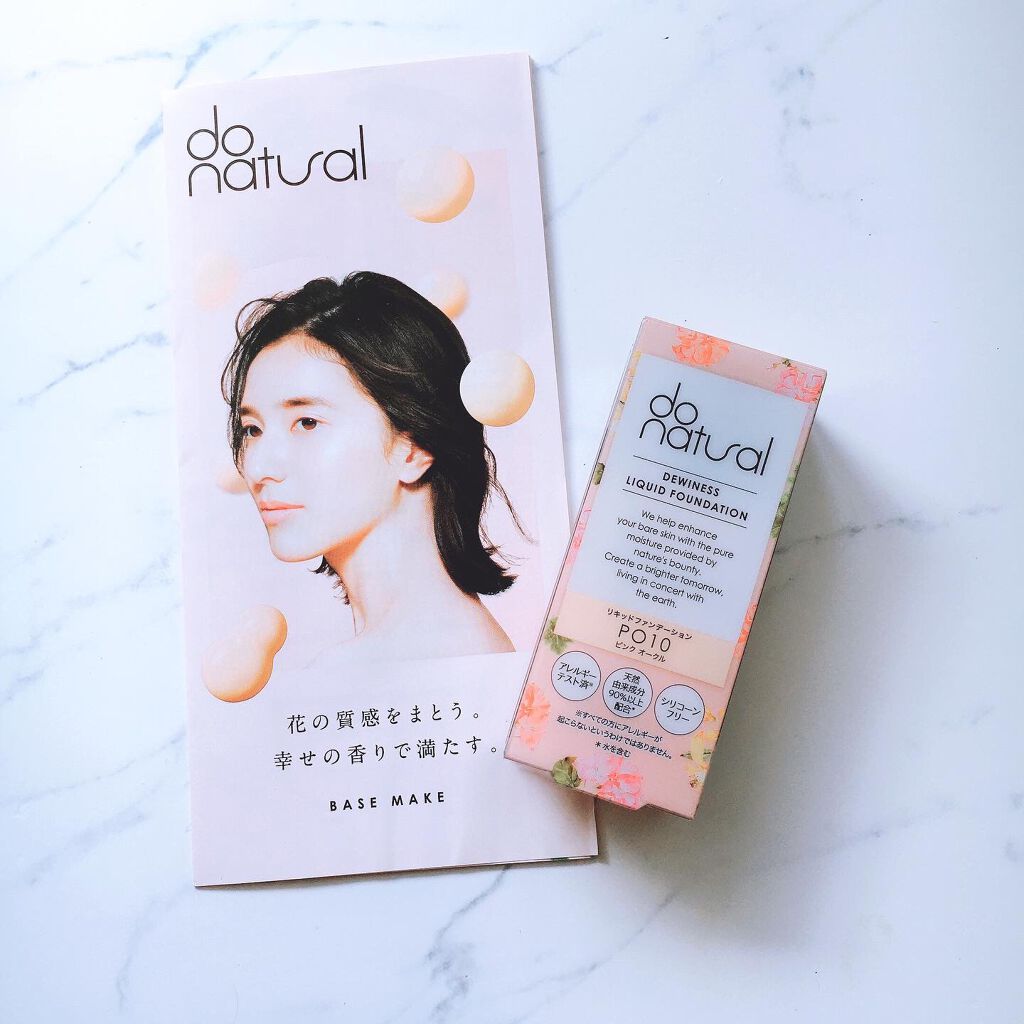 do
natural
花の質感をまとう。
幸せの香りで満たす。
BASE MAKE
do
natural
DEWINESS
LIQUID FOUNDATION
We help enhance
your bare skin with the pure
moisture provided by
nature's bounty.
Create a brighter tomorrow,
living in concert with
the earth.
リキッドファンデーション
PO10
ピンク オークル
アレルギー
テスト済※
天然
由来成分
90%以上
配合*
シリコーン
フリー
※すべての方にアレルギーが
起こらないというわけではありません。
*水を含む